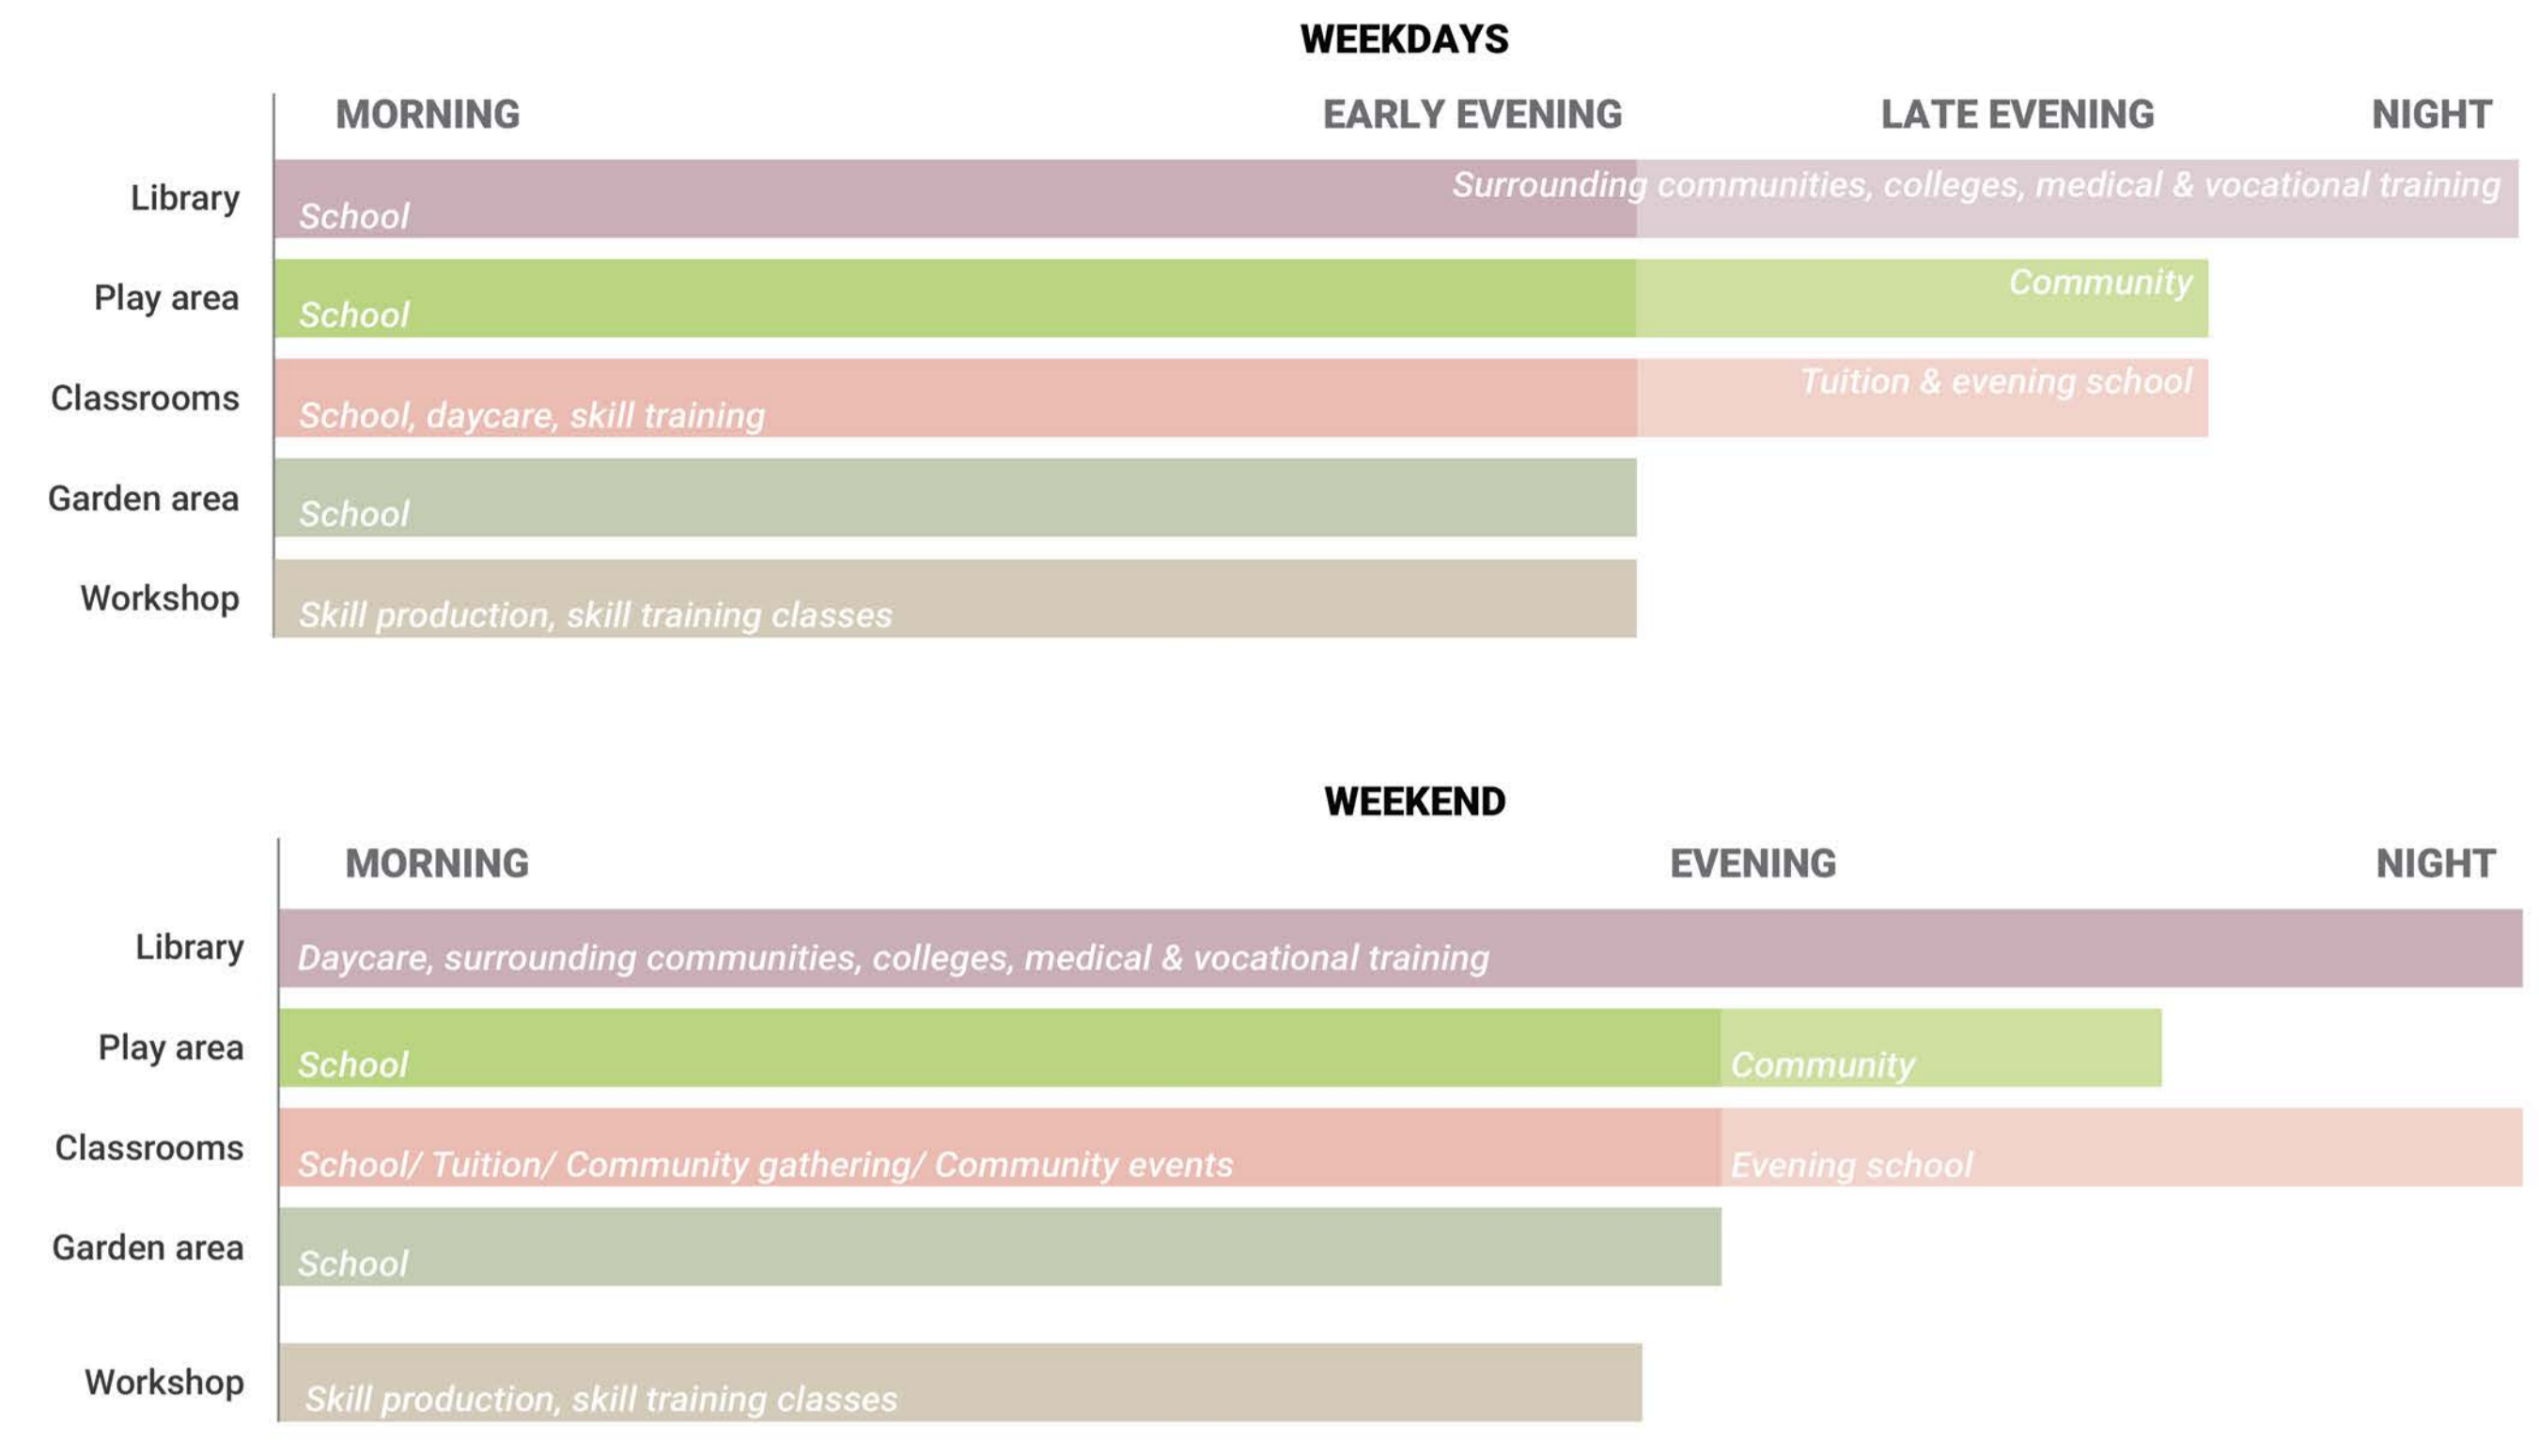 WEEKDAYS
MORNING EARLY EVENING LATE EVENING NIGHT
Library
School
Surrounding communities, colleges, medical & vocational training
Play area
School
Community
Classrooms
School, daycare, skill training
Tuition & evening school
Garden area
School
Workshop
Skill production, skill training classes
WEEKEND
MORNING EVENING NIGHT
Library
Daycare, surrounding communities, colleges, medical & vocational training
Play area
School
Community
Classrooms
School/ Tuition/ Community gathering/ Community events
Evening school
Garden area
School
Workshop
Skill production, skill training classes